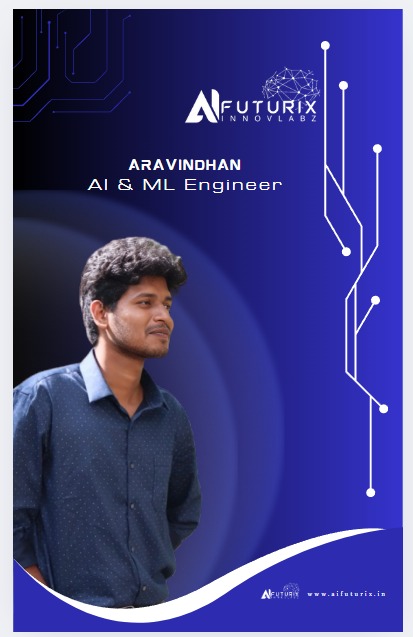 AI FUTURIX
INNOVLABZ
ARAVINDHAN
AI & ML Engineer
AI FUTURIX www.aifuturix.in